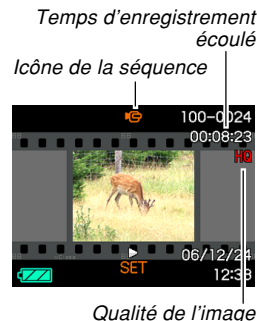 Temps d'enregistrement
écoulé
Icône de la séquence
100-0024
00:08:23
HQ
06/12/24
SET
12:38
Qualité de l'image